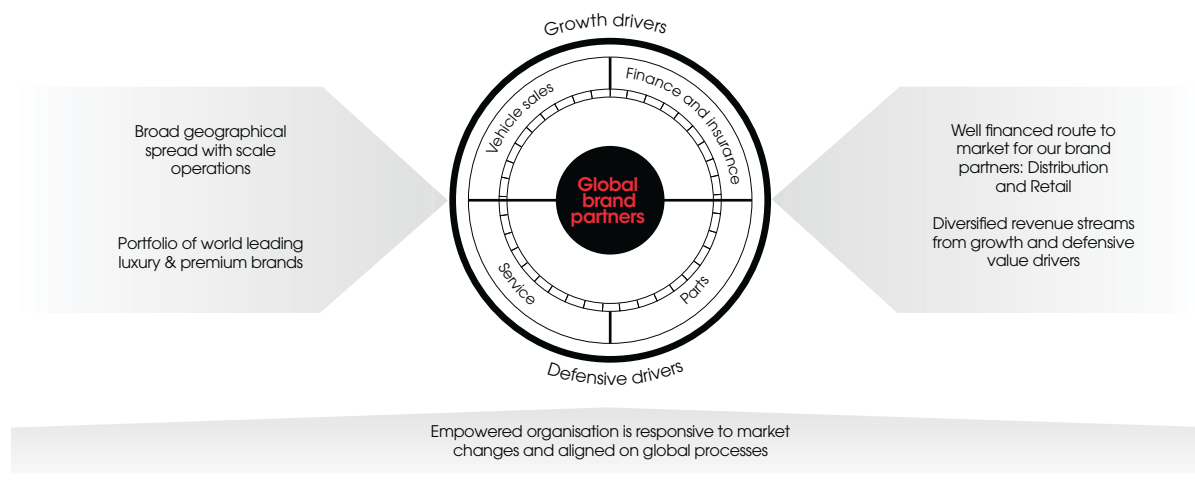 Growth drivers
Vehicle sales
Finance and insurance
Broad geographical
spread with scale
operations
Portfolio of world leading
luxury & premium brands
Global
brand
partners
Well financed route to
market for our brand
partners: Distribution
and Retail
Diversified revenue streams
from growth and defensive
value drivers
Service
Parts
Defensive drivers
Empowered organisation is responsive to market
changes and aligned on global processes